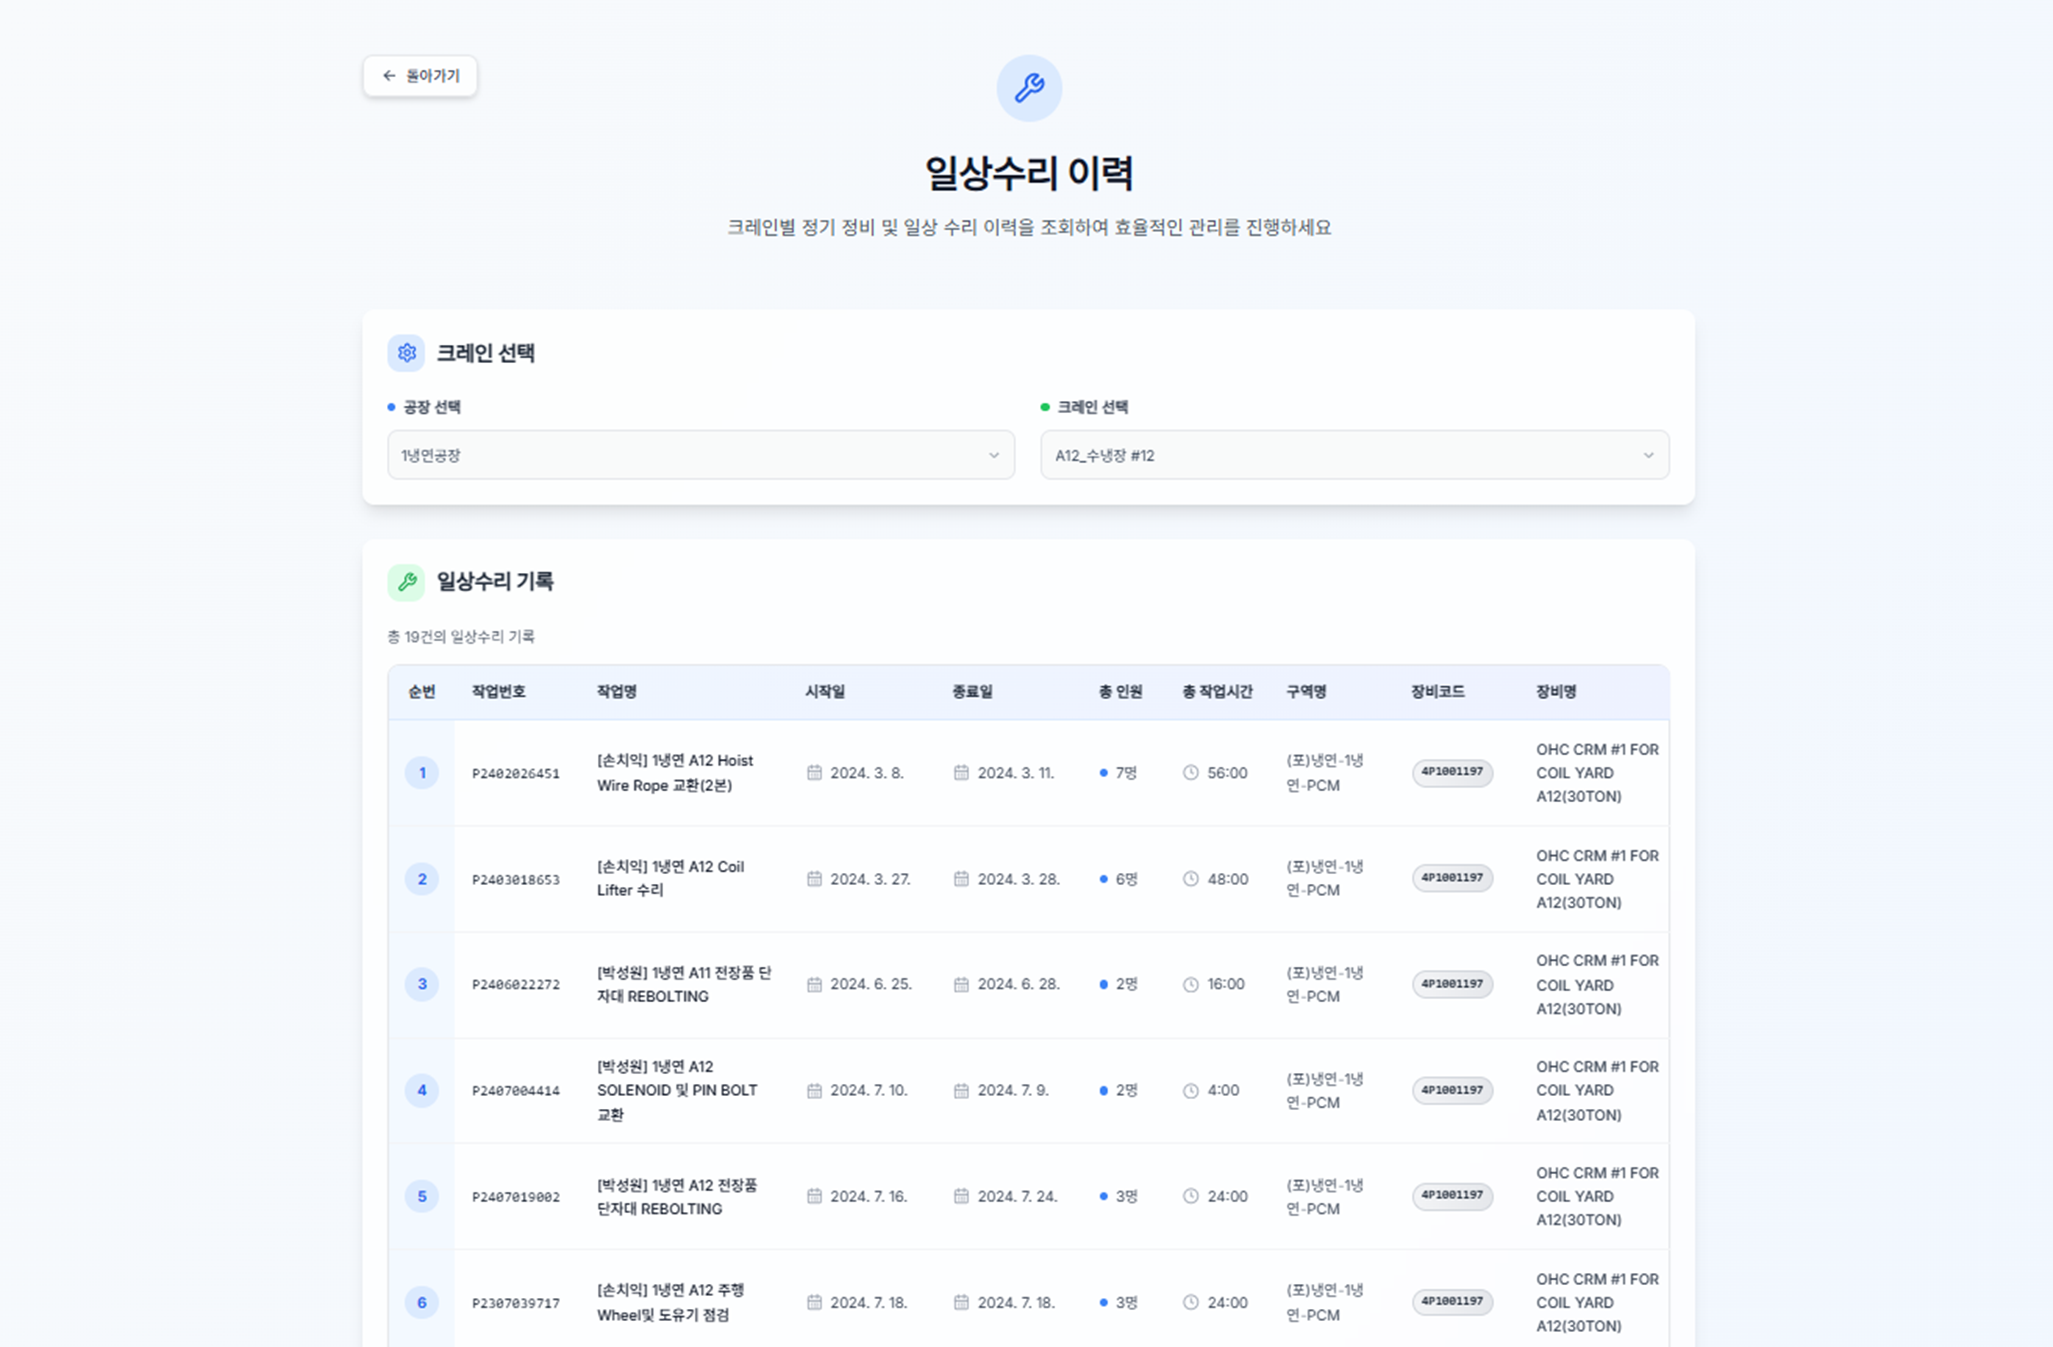 돌아가기
일상수리 이력
크레인별 정기 정비 및 일상 수리 이력을 조회하여 효율적인 관리를 진행하세요
크레인 선택
공장 선택
크레인 선택
1냉연공장
A12_수냉장 #12
일상수리 기록
총 19건의 일상수리 기록
순번 작업번호 작업명 시작일 종료일 총 인원 총 작업시간 구역명 장비코드 장비명
1 P2402026451 [손치익] 1냉연 A12 Hoist Wire Rope 교환(2본) 2024. 3. 8. 2024. 3. 11. 7명 56:00 (포)냉연-1냉연-PCM 4P1001197 OHC CRM #1 FOR COIL YARD A12(30TON)
2 P2403018653 [손치익] 1냉연 A12 Coil Lifter 수리 2024. 3. 27. 2024. 3. 28. 6명 48:00 (포)냉연-1냉연-PCM 4P1001197 OHC CRM #1 FOR COIL YARD A12(30TON)
3 P2406022272 [박성원] 1냉연 A11 전장품 단자대 REBOLTING 2024. 6. 25. 2024. 6. 28. 2명 16:00 (포)냉연-1냉연-PCM 4P1001197 OHC CRM #1 FOR COIL YARD A12(30TON)
4 P2407004414 [박성원] 1냉연 A12 SOLENOID 및 PIN BOLT 교환 2024. 7. 10. 2024. 7. 9. 2명 4:00 (포)냉연-1냉연-PCM 4P1001197 OHC CRM #1 FOR COIL YARD A12(30TON)
5 P2407019002 [박성원] 1냉연 A12 전장품 단자대 REBOLTING 2024. 7. 16. 2024. 7. 24. 3명 24:00 (포)냉연-1냉연-PCM 4P1001197 OHC CRM #1 FOR COIL YARD A12(30TON)
6 P2307039717 [손치익] 1냉연 A12 주행 Wheel및 도유기 점검 2024. 7. 18. 2024. 7. 18. 3명 24:00 (포)냉연-1냉연-PCM 4P1001197 OHC CRM #1 FOR COIL YARD A12(30TON)